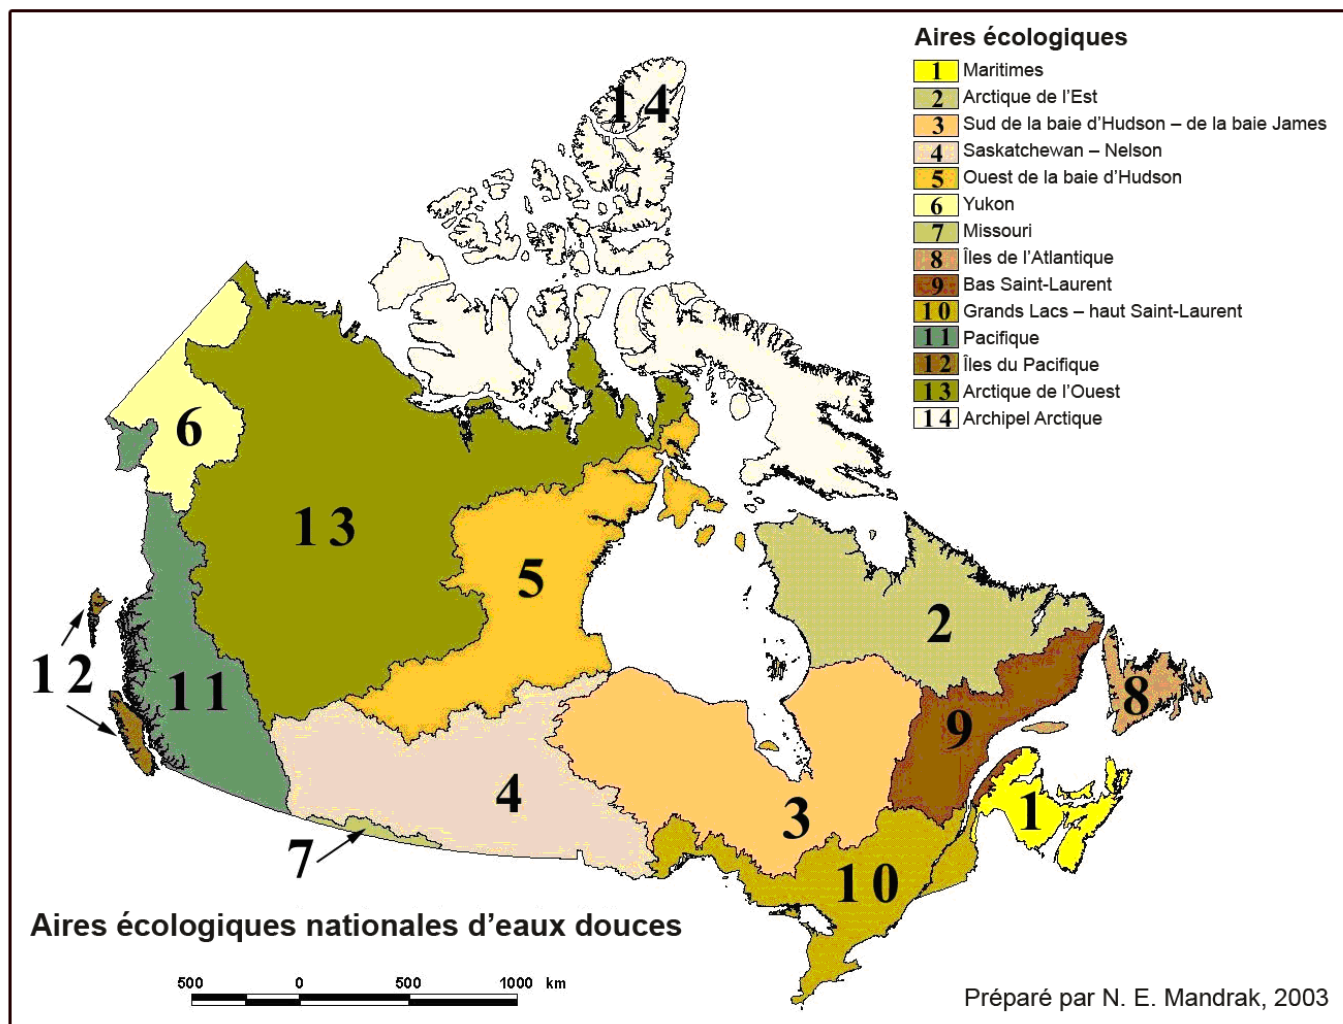 Aires écologiques
1 Maritimes
2 Arctique de l'Est
3 Sud de la baie d'Hudson – de la baie James
4 Saskatchewan – Nelson
5 Ouest de la baie d'Hudson
6 Yukon
7 Missouri
8 Îles de l'Atlantique
9 Bas Saint-Laurent
10 Grands Lacs – haut Saint-Laurent
11 Pacifique
12 Îles du Pacifique
13 Arctique de l'Ouest
14 Archipel Arctique
14
6
13
5
2
12
11
8
9
4
3
1
7
10
Aires écologiques nationales d'eaux douces
500 0 500 1000 km
Préparé par N. E. Mandrak, 2003